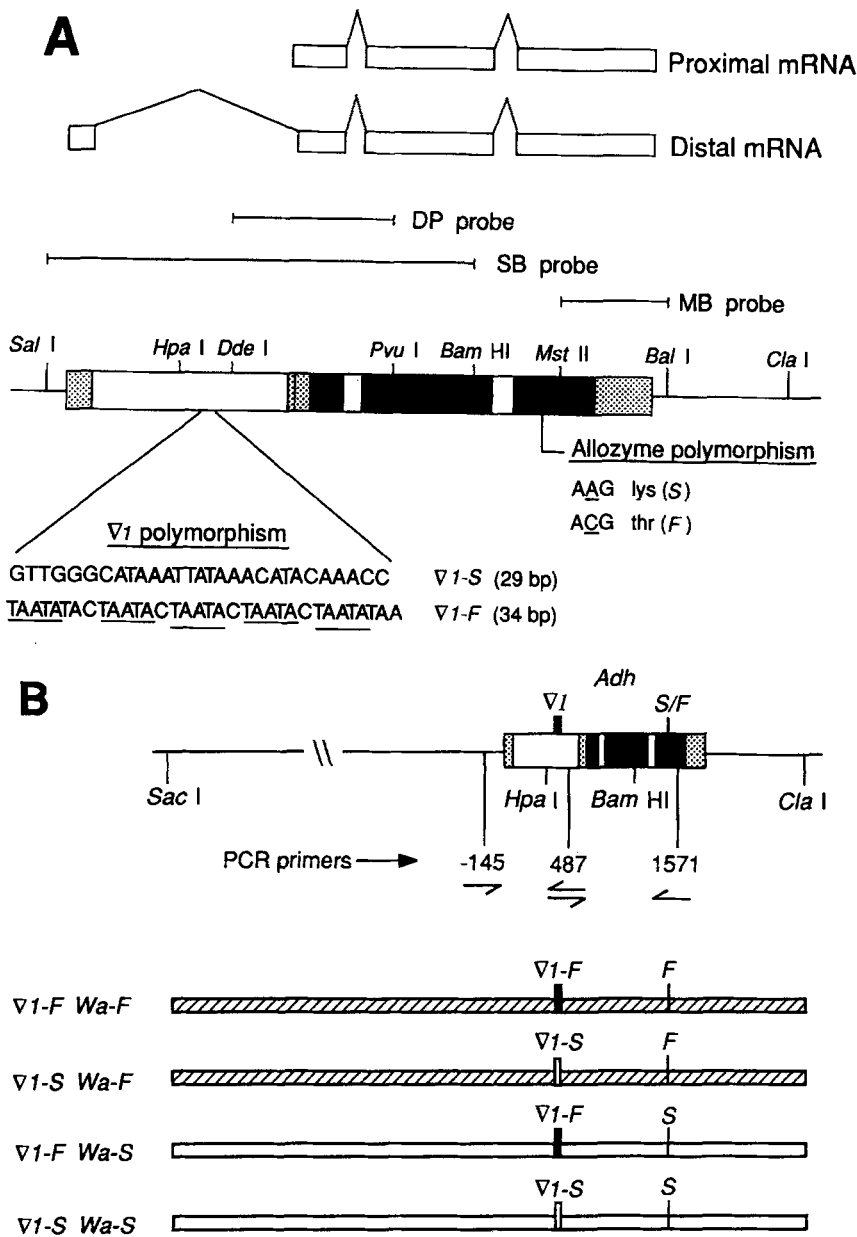 A
Proximal mRNA
Distal mRNA
DP probe
SB probe
MB probe
Sal I
Hpa I
Dde I
Pvu I
Bam HI
Mst II
Bal I
Cla I
Allozyme polymorphism
AAG lys (S)
ACG thr (F)
∇1 polymorphism
GTTGGGCATAAATTATAAACATACAAACC ∇1-S (29 bp)
TAATATACTAATACTAATACTAATACTAATATAA ∇1-F (34 bp)
B
Adh
∇1
S/F
Sac I
Hpa I
Bam HI
Cla I
PCR primers
-145
487
1571
∇1-F F
∇1-F Wa-F
∇1-S F
∇1-S Wa-F
∇1-F S
∇1-F Wa-S
∇1-S S
∇1-S Wa-S